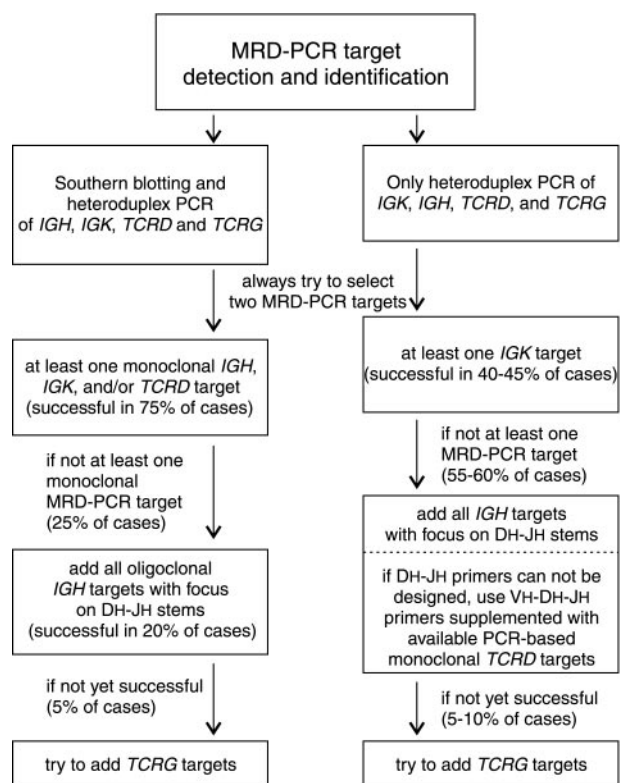 MRD-PCR target
detection and identification
Southern blotting and
heteroduplex PCR
of IGH, IGK, TCRD and TCRG
Only heteroduplex PCR of
IGK, IGH, TCRD, and TCRG
always try to select
two MRD-PCR targets
at least one monoclonal IGH,
IGK, and/or TCRD target
(successful in 75% of cases)
at least one IGK target
(successful in 40-45% of cases)
if not at least one
monoclonal
MRD-PCR target
(25% of cases)
if not at least one
MRD-PCR target
(55-60% of cases)
add all oligoclonal
IGH targets with focus
on DH-JH stems
(successful in 20% of cases)
add all IGH targets
with focus on DH-JH stems
if DH-JH primers can not be
designed, use VH-DH-JH
primers supplemented with
available PCR-based
monoclonal TCRD targets
if not yet successful
(5% of cases)
if not yet successful
(5-10% of cases)
try to add TCRG targets
try to add TCRG targets